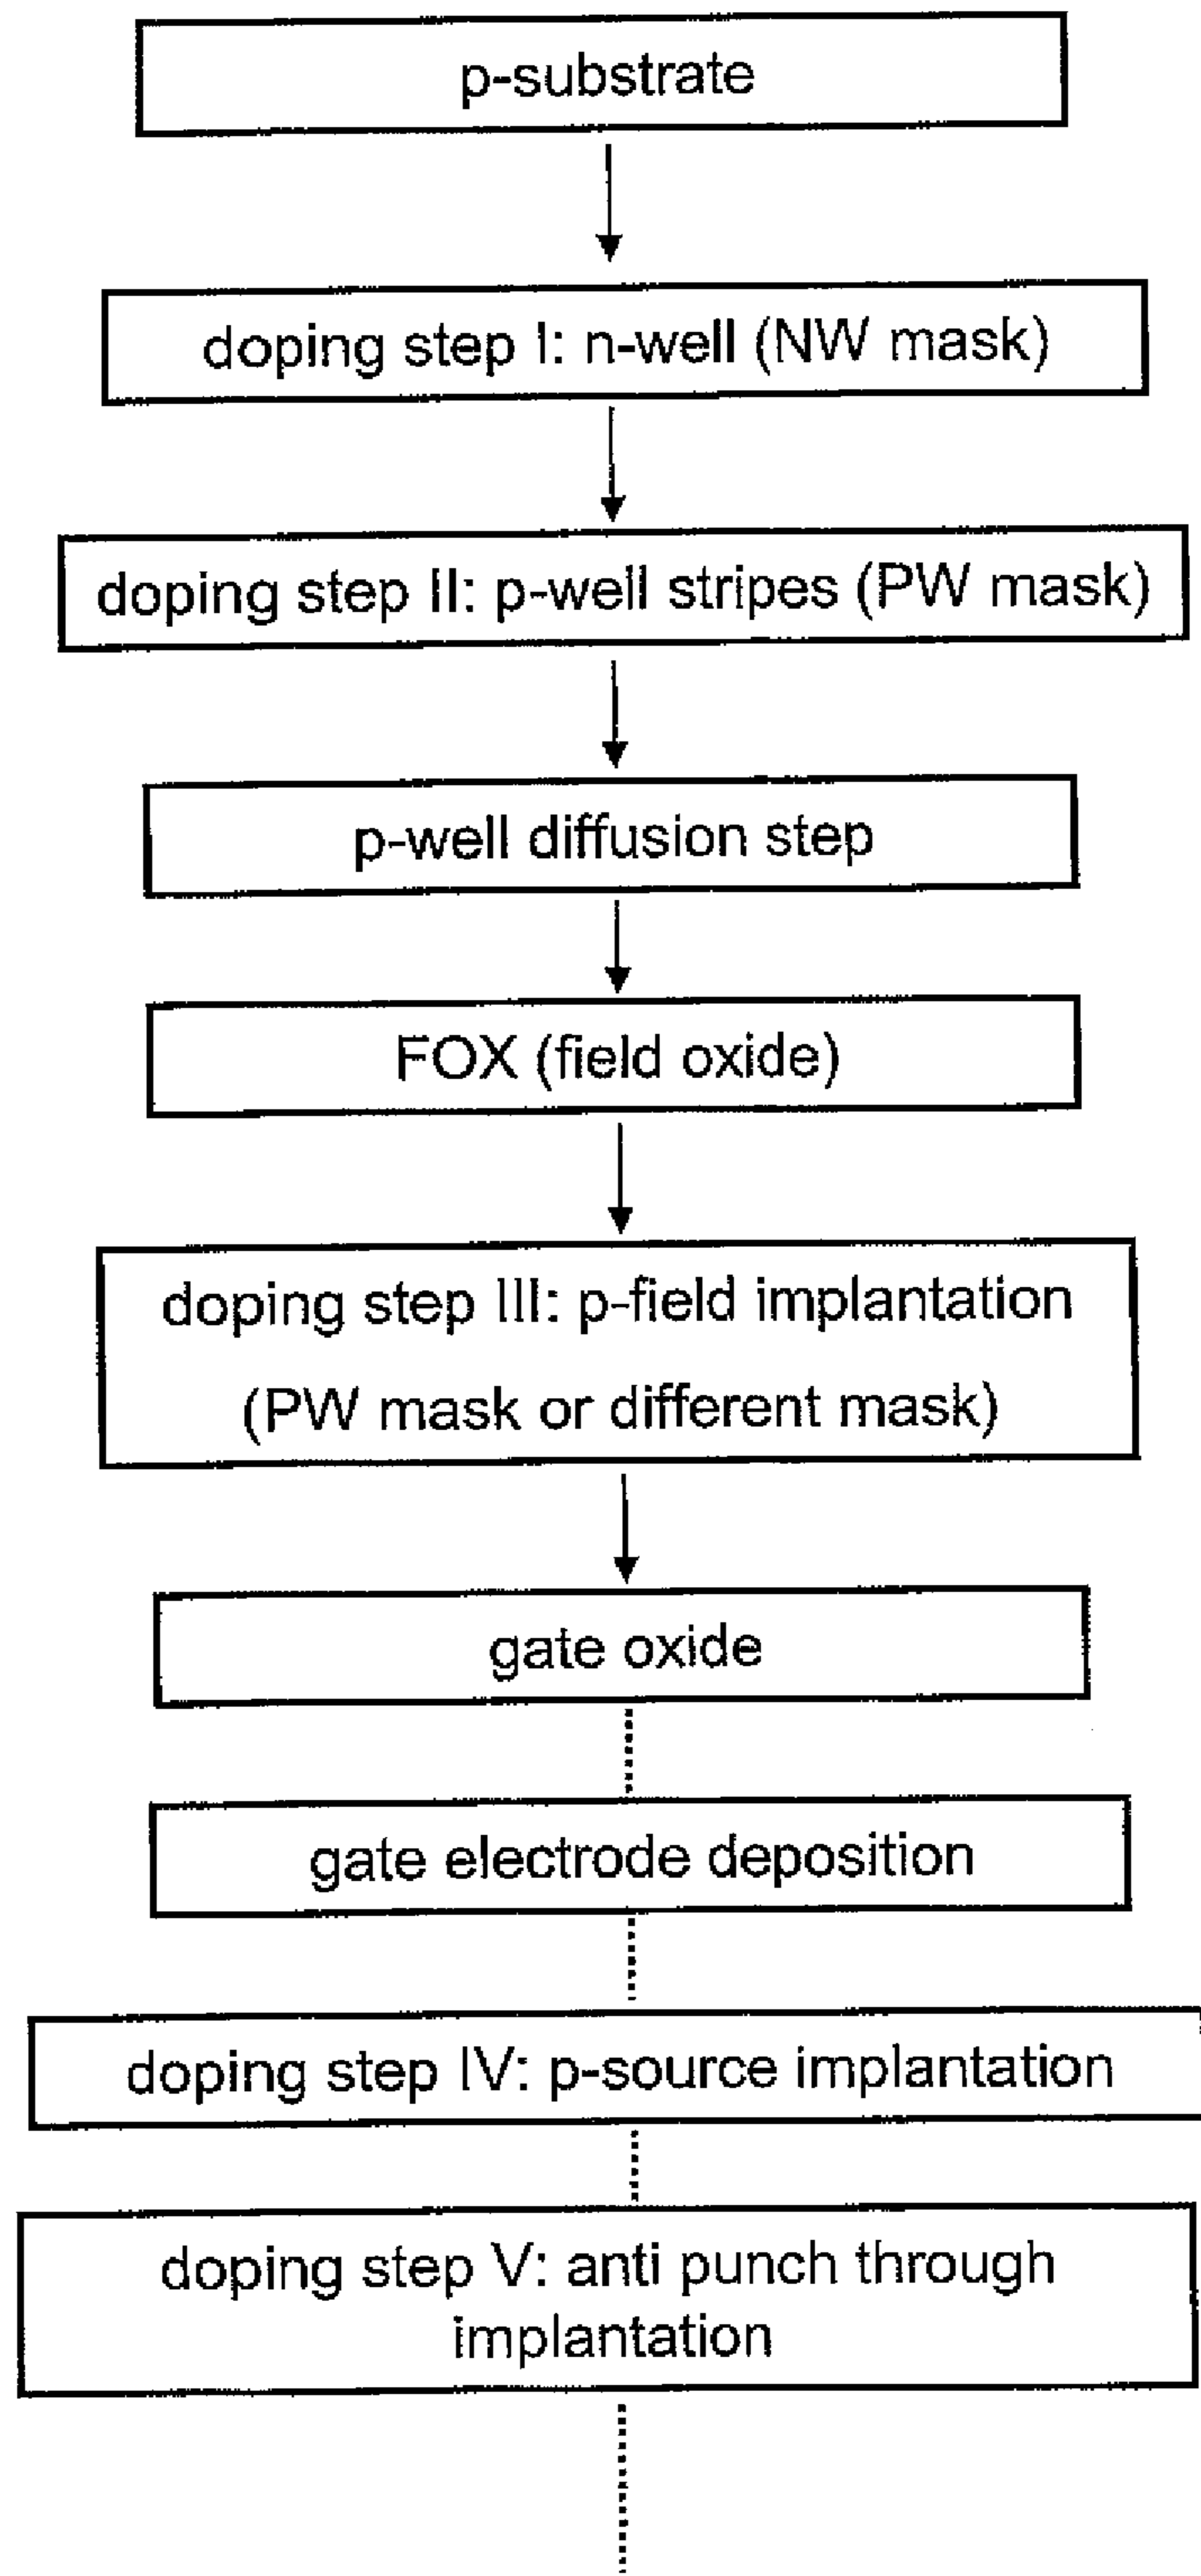 p-substrate
doping step I: n-well (NW mask)
doping step II: p-well stripes (PW mask)
p-well diffusion step
FOX (field oxide)
doping step III: p-field implantation
(PW mask or different mask)
gate oxide
gate electrode deposition
doping step IV: p-source implantation
doping step V: anti punch through
implantation